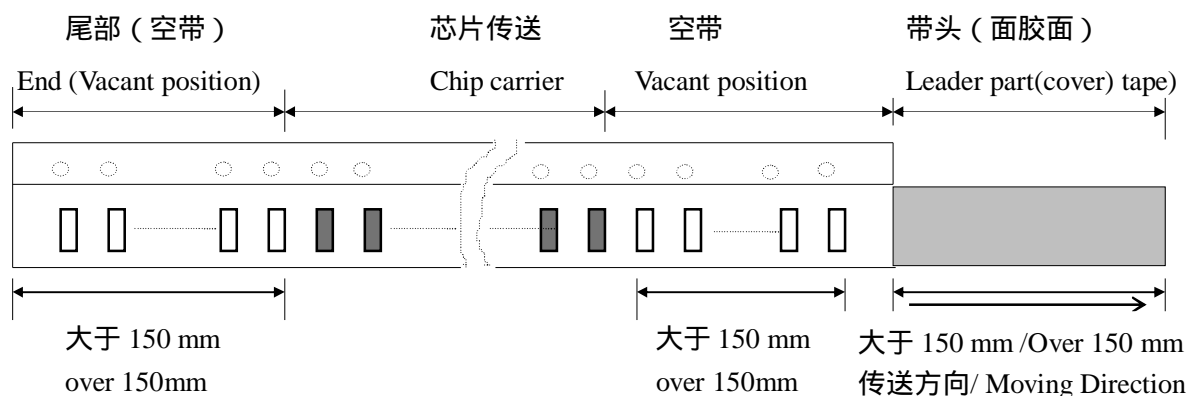 尾部（空带） 芯片传送 空带 带头（面胶面）
End (Vacant position) Chip carrier Vacant position Leader part(cover) tape)
大于 150 mm 大于 150 mm 大于 150 mm /Over 150 mm
over 150mm over 150mm 传送方向/ Moving Direction